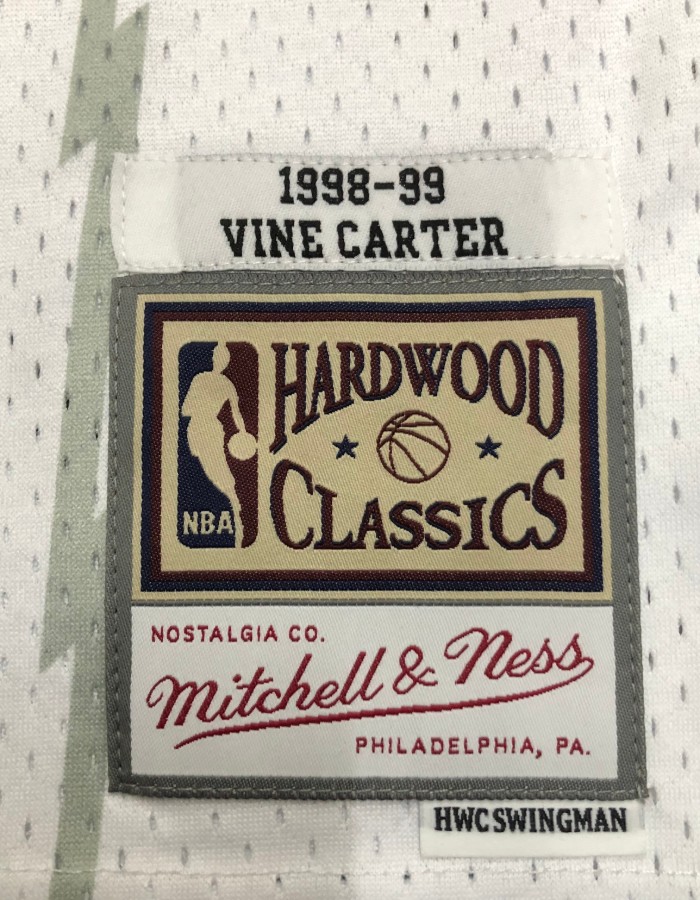 1998-99
VINE CARTER
HARDWOOD
CLASSICS
NBA
NOSTALGIA CO.
Mitchell & Ness
PHILADELPHIA, PA.
HWC SWINGMAN